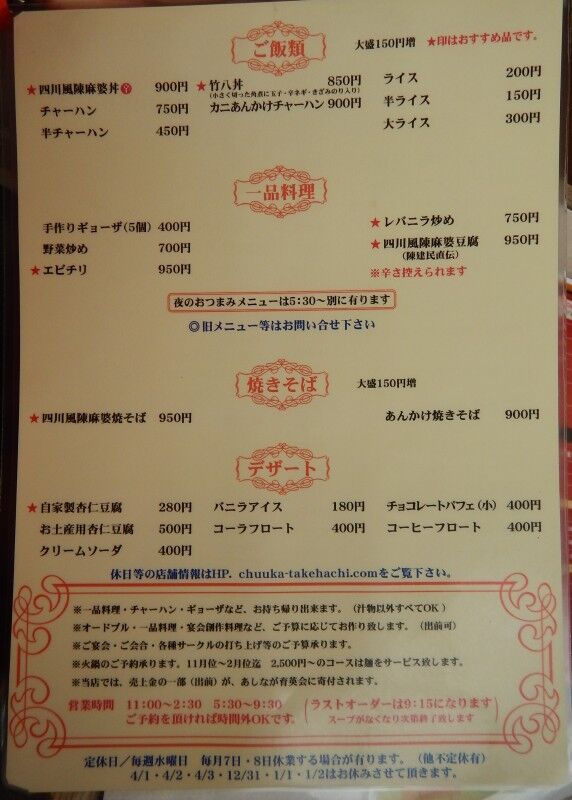 ご飯類 大盛150円増 ★印はおすすめ品です。
★四川風陳麻婆丼 900円 ★竹八丼 850円 ライス 200円
(小さく切った角煮に玉子・辛ネギ・きざみのり入り)
チャーハン 750円 カニあんかけチャーハン 900円 半ライス 150円
半チャーハン 450円 大ライス 300円
一品料理
手作りギョーザ(5個) 400円 ★レバニラ炒め 750円
野菜炒め 700円 ★四川風陳麻婆豆腐 950円
(陳建民直伝)
★エビチリ 950円 ※辛さ控えられます
夜のおつまみメニューは5:30〜別に有ります
◎旧メニュー等はお問い合せ下さい
焼きそば 大盛150円増
★四川風陳麻婆焼そば 950円 あんかけ焼きそば 900円
デザート
★自家製杏仁豆腐 280円 バニラアイス 180円 チョコレートパフェ(小) 400円
お土産用杏仁豆腐 500円 コーラフロート 400円 コーヒーフロート 400円
クリームソーダ 400円
休日等の店舗情報はHP、chuuka-takehachi.comをご覧下さい。
※一品料理・チャーハン・ギョーザなど、お持ち帰り出来ます。(汁物以外すべてOK)
※オードブル・一品料理・宴会創作料理など、ご予算に応じてお作り致します。(出前可)
※ご宴会・ご会合・各種サークルの打ち上げ等のご予算承ります。
※火鍋のご予約承ります。11月位〜2月位迄 2,500円〜のコースは麺をサービス致します。
※当店では、売上金の一部(出前)が、あしなが育英会に寄付されます。
営業時間 11:00〜2:30 5:30〜9:30 (ラストオーダーは9:15になります
ご予約を頂ければ時間外OKです。 スープがなくなり次第終了致します)
定休日/毎週水曜日 毎月7日・8日休業する場合が有ります。(他不定休有)
4/1・4/2・4/3・12/31・1/1・1/2はお休みさせて頂きます。